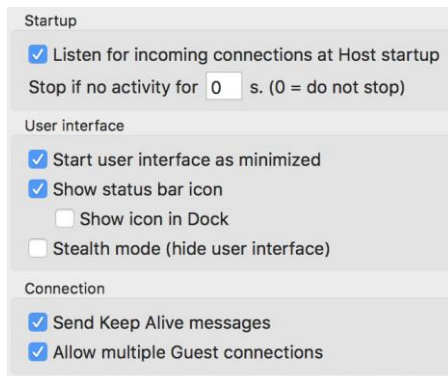 Startup
Listen for incoming connections at Host startup
Stop if no activity for 0 s. (0 = do not stop)
User interface
Start user interface as minimized
Show status bar icon
Show icon in Dock
Stealth mode (hide user interface)
Connection
Send Keep Alive messages
Allow multiple Guest connections